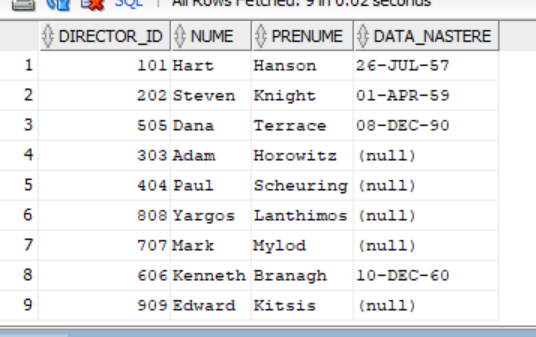 SQL | All Rows Fetched: 9 in 0.02 seconds
DIRECTOR_ID NUME PRENUME DATA_NASTERE
1 101 Hart Hanson 26-JUL-57
2 202 Steven Knight 01-APR-59
3 505 Dana Terrace 08-DEC-90
4 303 Adam Horowitz (null)
5 404 Paul Scheuring (null)
6 808 Yargos Lanthimos (null)
7 707 Mark Mylod (null)
8 606 Kenneth Branagh 10-DEC-60
9 909 Edward Kitsis (null)